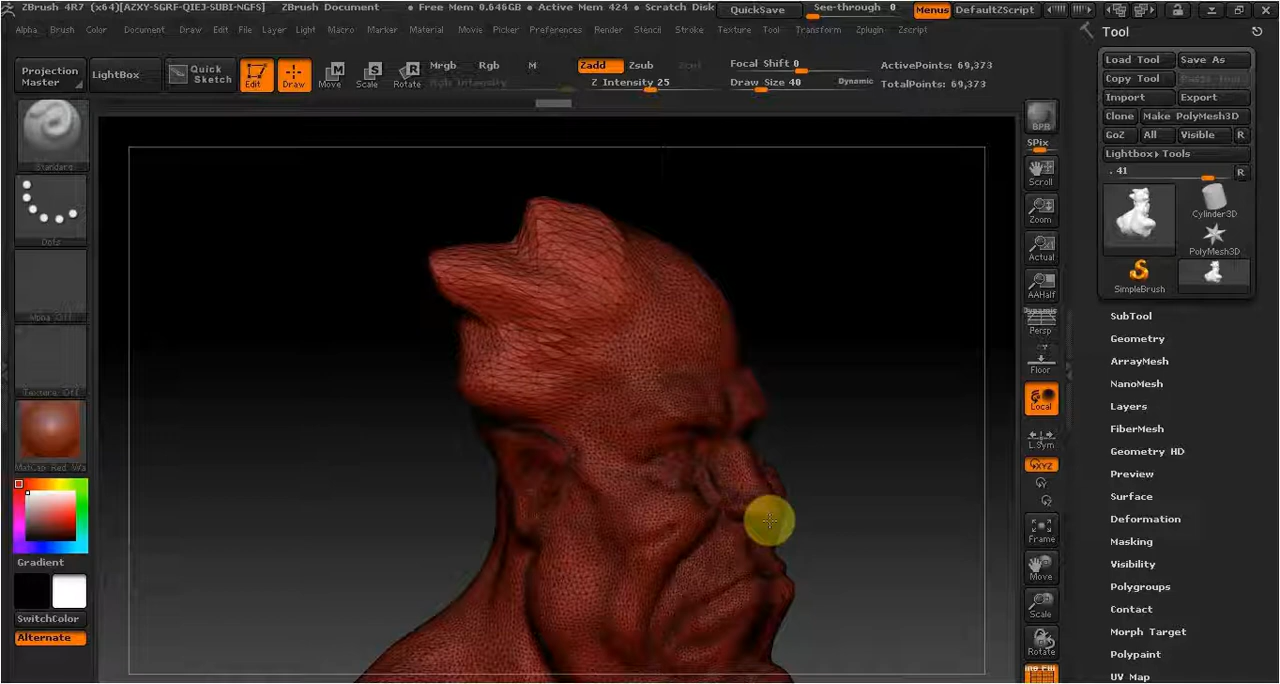 ZBrush 4R7 (x64)[AZXY-SGRF-QIEJ-SUBI-NGFS] ZBrush Document • Free Mem 0.646GB • Active Mem 424 • Scratch Disk QuickSave See-through 0 Menus DefaultZScript
Alpha Brush Color Document Draw Edit File Layer Light Macro Marker Material Movie Picker Preferences Render Stencil Stroke Texture Tool Transform Zplugin Zscript
Projection Master
LightBox
Quick Sketch
Edit
Draw
Move
Scale
Rotate
Mrgb Rgb M
Rgb Intensity
Zadd Zsub Zcut
Z Intensity 25
Focal Shift 0
Draw Size 40
Dynamic
ActivePoints: 69,373
TotalPoints: 69,373
Standard
Dots
Alpha Off
Texture Off
MatCap Red Wa
Gradient
SwitchColor
Alternate
BPR
SPix
Scroll
Zoom
Actual
AAHalf
Dynamic
Persp
Floor
Local
L.Sym
XYZ
Frame
Move
Scale
Rotate
Tool
Load Tool Save As
Copy Tool
Import Export
Clone Make PolyMesh3D
GoZ All Visible R
Lightbox▸Tools
. 41 R
Cylinder3D
PolyMesh3D
SimpleBrush
SubTool
Geometry
ArrayMesh
NanoMesh
Layers
FiberMesh
Geometry HD
Preview
Surface
Deformation
Masking
Visibility
Polygroups
Contact
Morph Target
Polypaint
UV Map